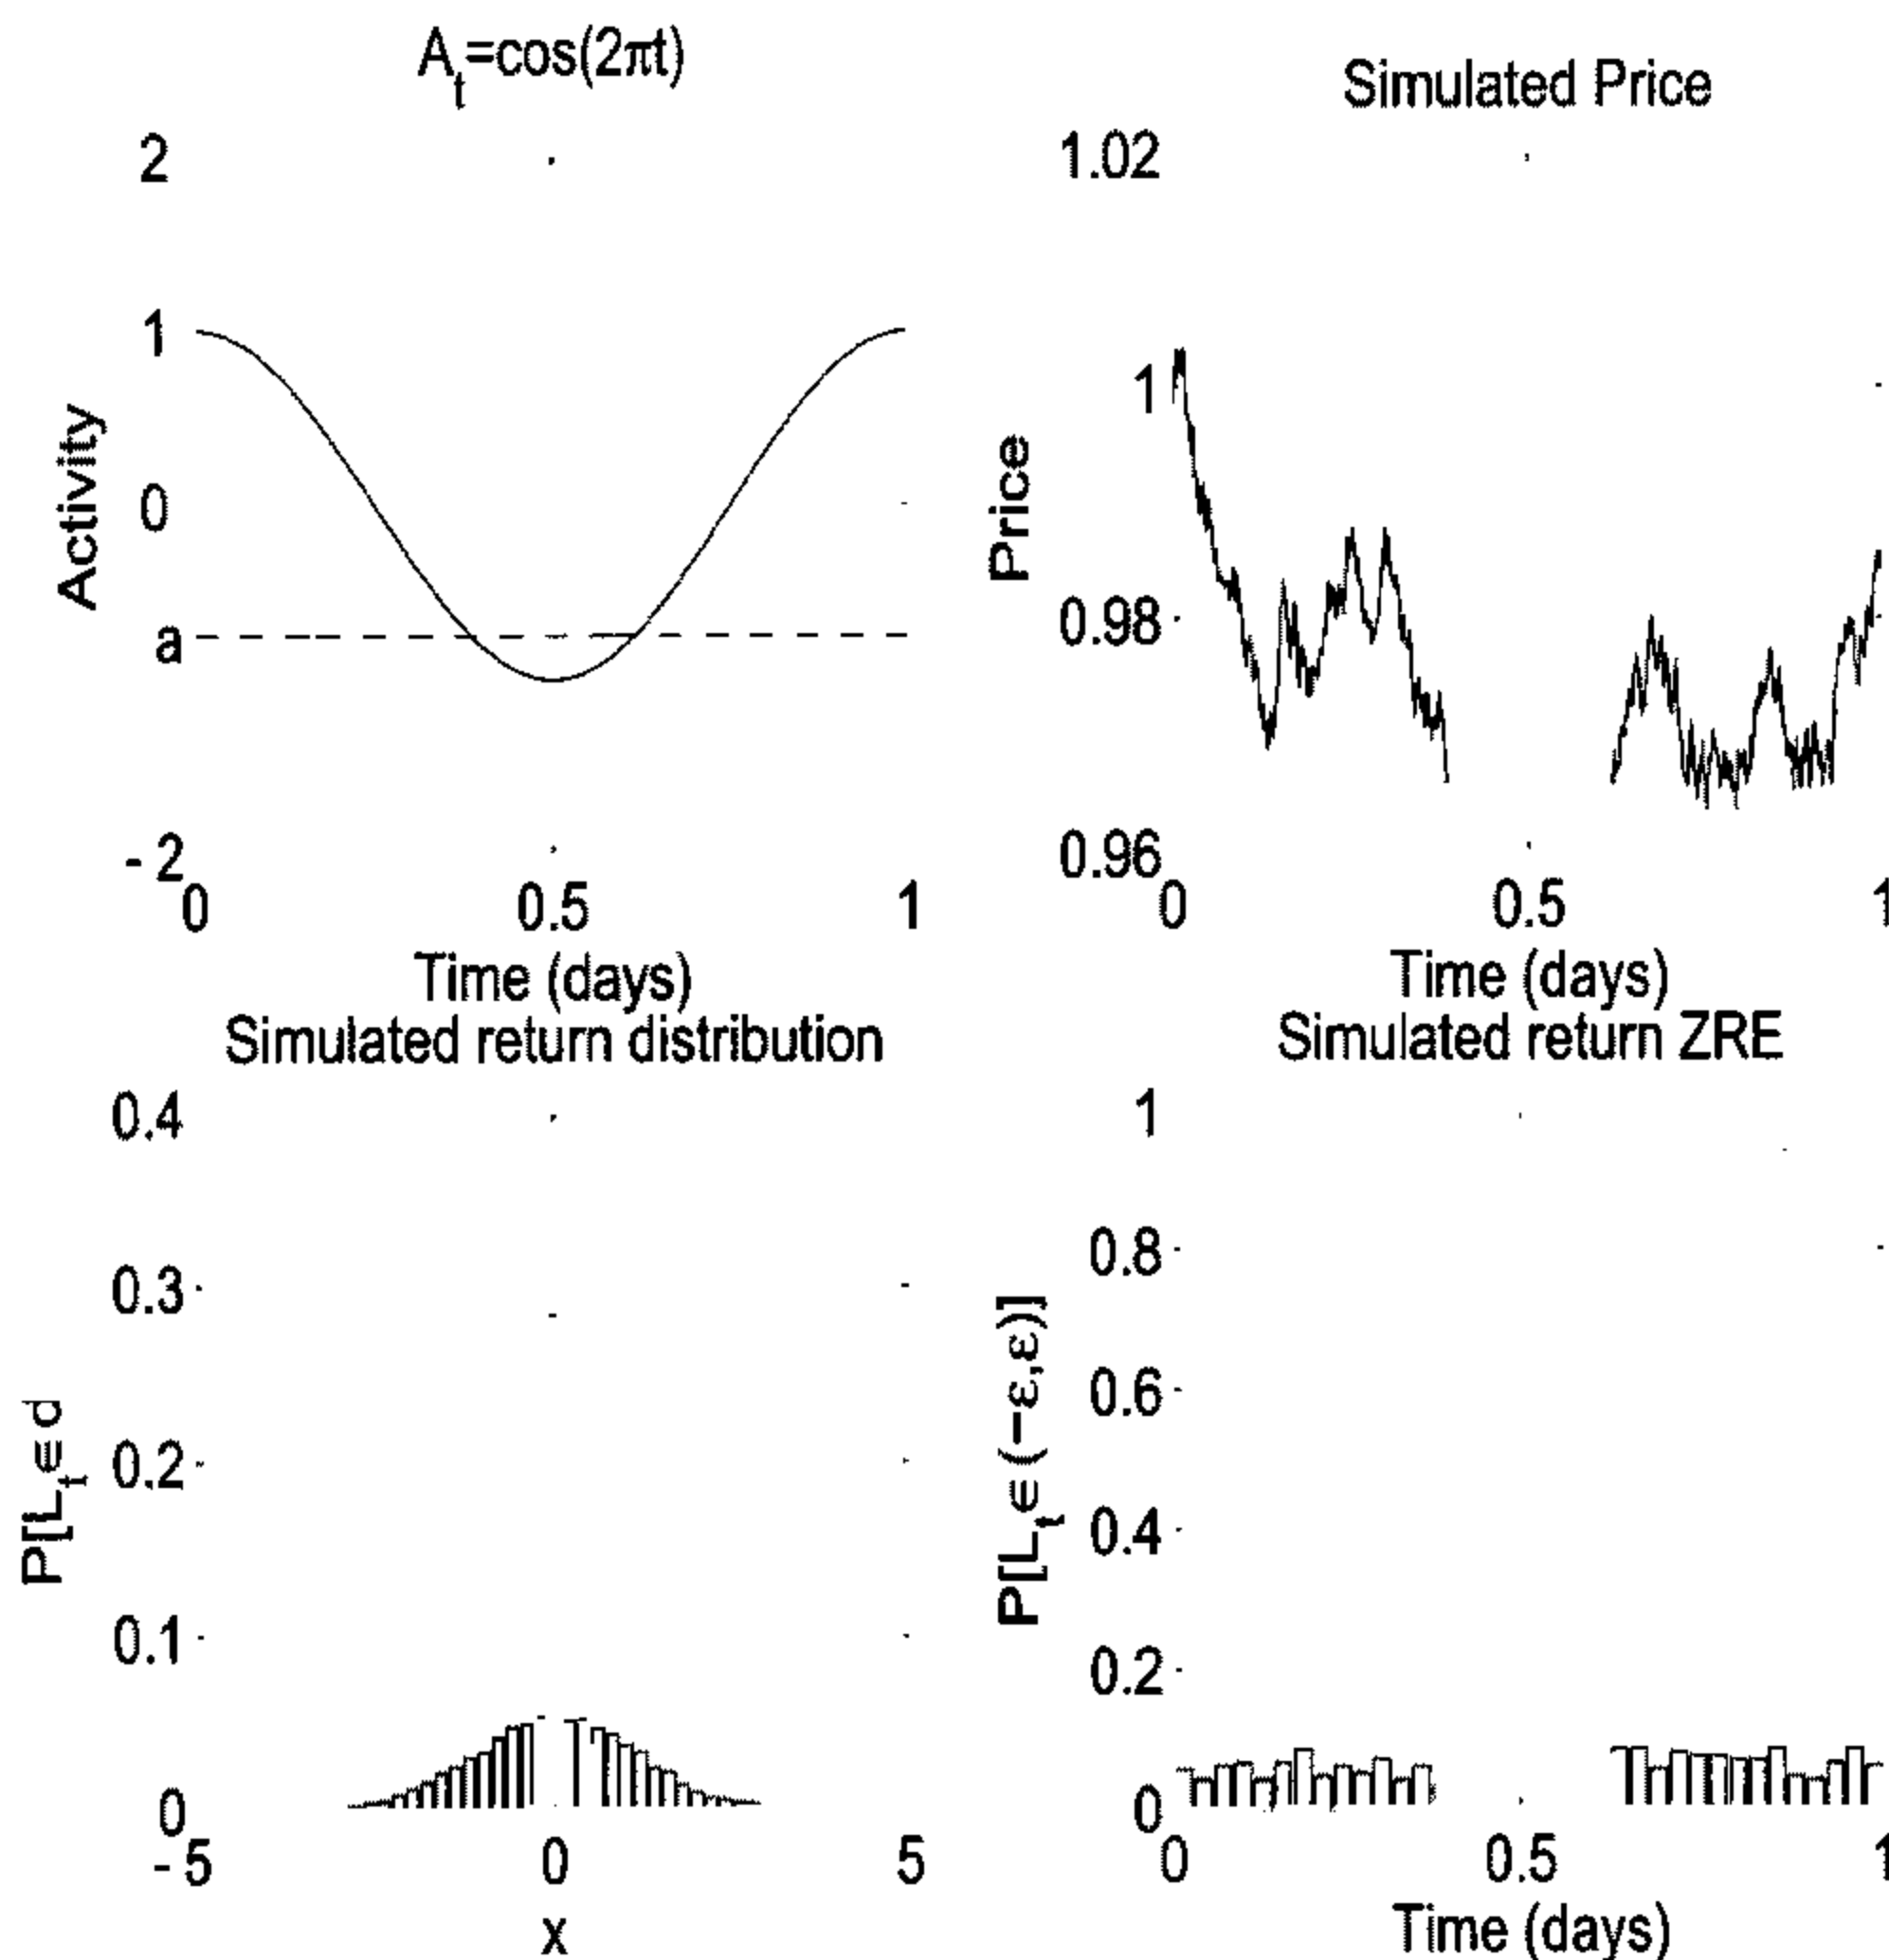 A_t=cos(2πt)
2
1
0
a
- 2
Activity
0
0.5
1
Time (days)
Simulated Price
1.02
1
0.98
0.96
Price
0
0.5
1
Time (days)
Simulated return distribution
0.4
0.3
0.2
0.1
0
P[L_t∈d
- 5
0
5
x
Simulated return ZRE
1
0.8
0.6
0.4
0.2
0
P[L_t∈(−ε,ε)]
0
0.5
1
Time (days)